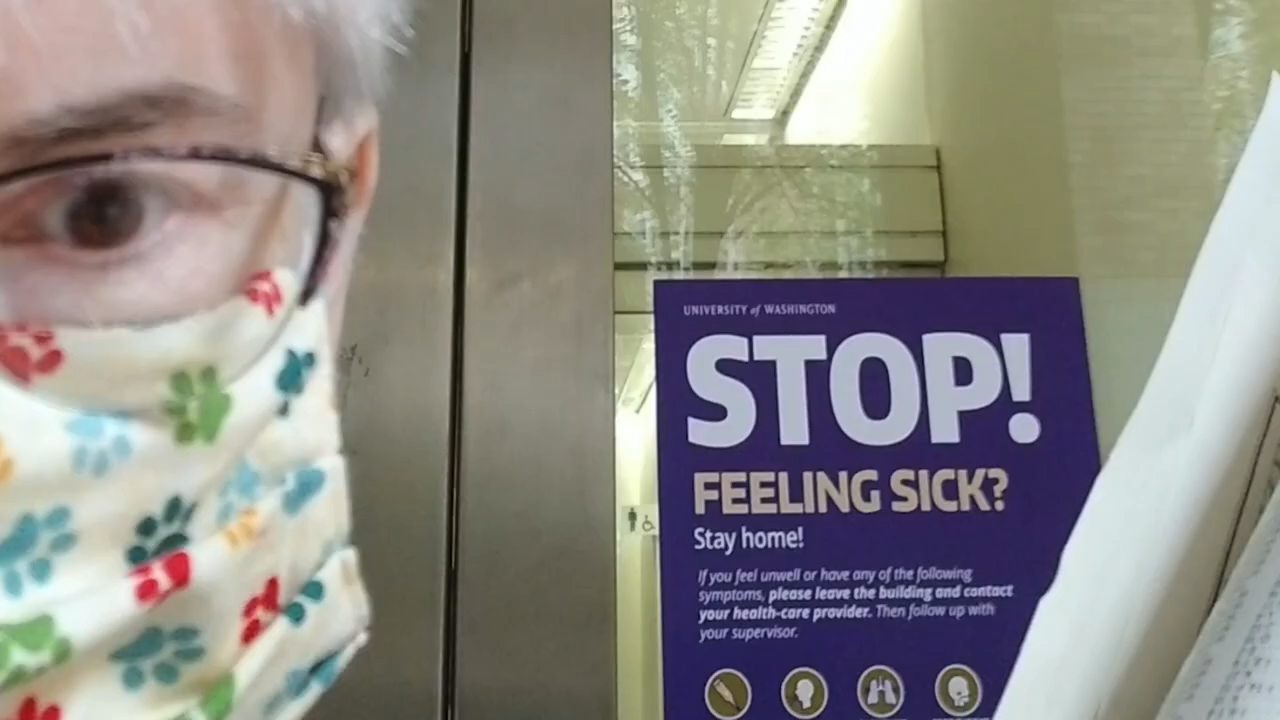 UNIVERSITY of WASHINGTON
STOP!
FEELING SICK?
Stay home!
If you feel unwell or have any of the following
symptoms, please leave the building and contact
your health-care provider. Then follow up with
your supervisor.